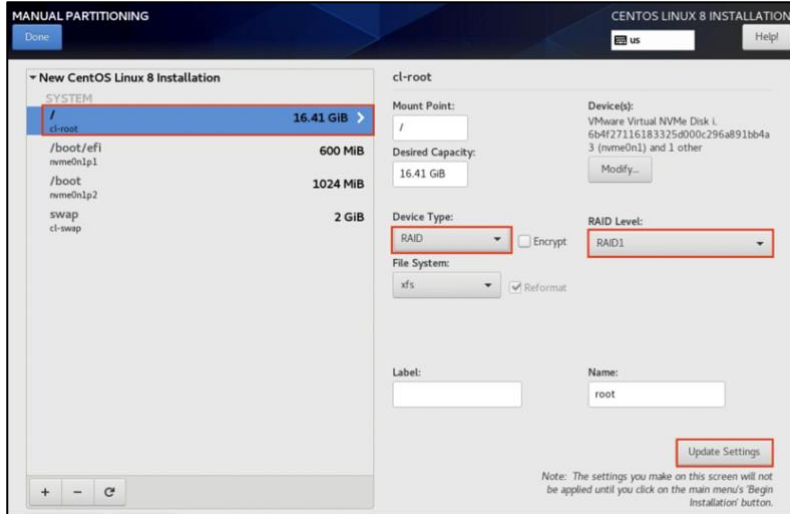 MANUAL PARTITIONING
CENTOS LINUX 8 INSTALLATION
Done
us
Help!
New CentOS Linux 8 Installation
SYSTEM
/
16.41 GiB
cl-root
/boot/efi
600 MiB
nvme0n1p1
/boot
1024 MiB
nvme0n1p2
swap
2 GiB
cl-swap
cl-root
Mount Point:
/
Desired Capacity:
16.41 GiB
Device(s):
VMware Virtual NVMe Disk i.
6b4f27116183325d000c296a891bb4a
3 (nvme0n1) and 1 other
Modify...
Device Type:
RAID
Encrypt
RAID Level:
RAID1
File System:
xfs
Reformat
Label:
Name:
root
Update Settings
Note: The settings you make on this screen will not
be applied until you click on the main menu's 'Begin
Installation' button.